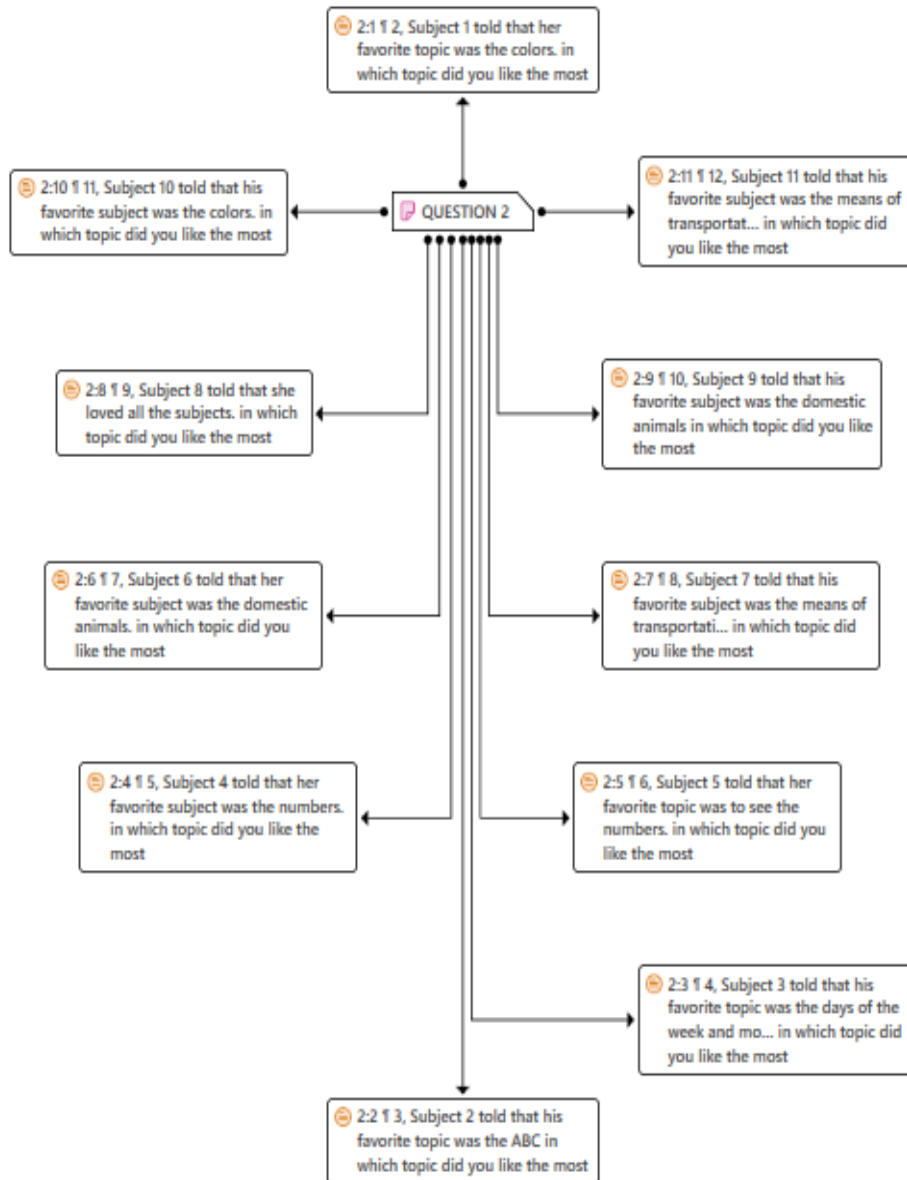 2:1 ¶ 2, Subject 1 told that her
favorite topic was the colors. in
which topic did you like the most
2:10 ¶ 11, Subject 10 told that his
favorite subject was the colors. in
which topic did you like the most
QUESTION 2
2:11 ¶ 12, Subject 11 told that his
favorite subject was the means of
transportat... in which topic did
you like the most
2:8 ¶ 9, Subject 8 told that she
loved all the subjects. in which
topic did you like the most
2:9 ¶ 10, Subject 9 told that his
favorite subject was the domestic
animals in which topic did you like
the most
2:6 ¶ 7, Subject 6 told that her
favorite subject was the domestic
animals. in which topic did you
like the most
2:7 ¶ 8, Subject 7 told that his
favorite subject was the means of
transportati... in which topic did
you like the most
2:4 ¶ 5, Subject 4 told that her
favorite subject was the numbers.
in which topic did you like the
most
2:5 ¶ 6, Subject 5 told that her
favorite topic was to see the
numbers. in which topic did you
like the most
2:3 ¶ 4, Subject 3 told that his
favorite topic was the days of the
week and mo... in which topic did
you like the most
2:2 ¶ 3, Subject 2 told that his
favorite topic was the ABC in
which topic did you like the most